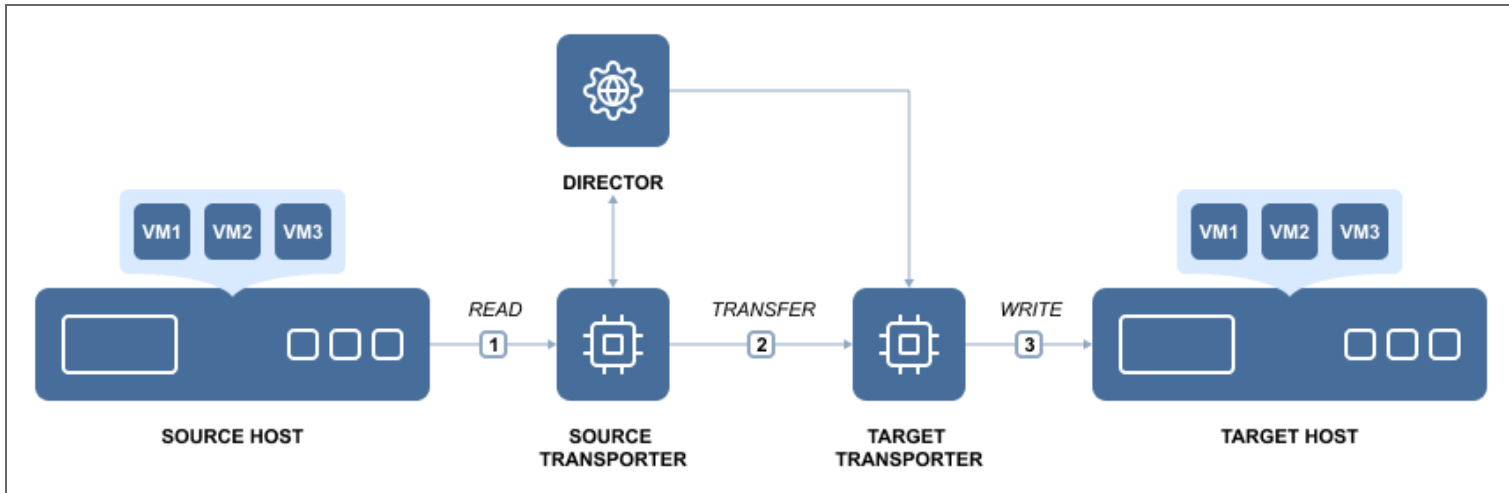 DIRECTOR
VM1 VM2 VM3
VM1 VM2 VM3
READ
1
TRANSFER
2
WRITE
3
SOURCE HOST
SOURCE
TRANSPORTER
TARGET
TRANSPORTER
TARGET HOST